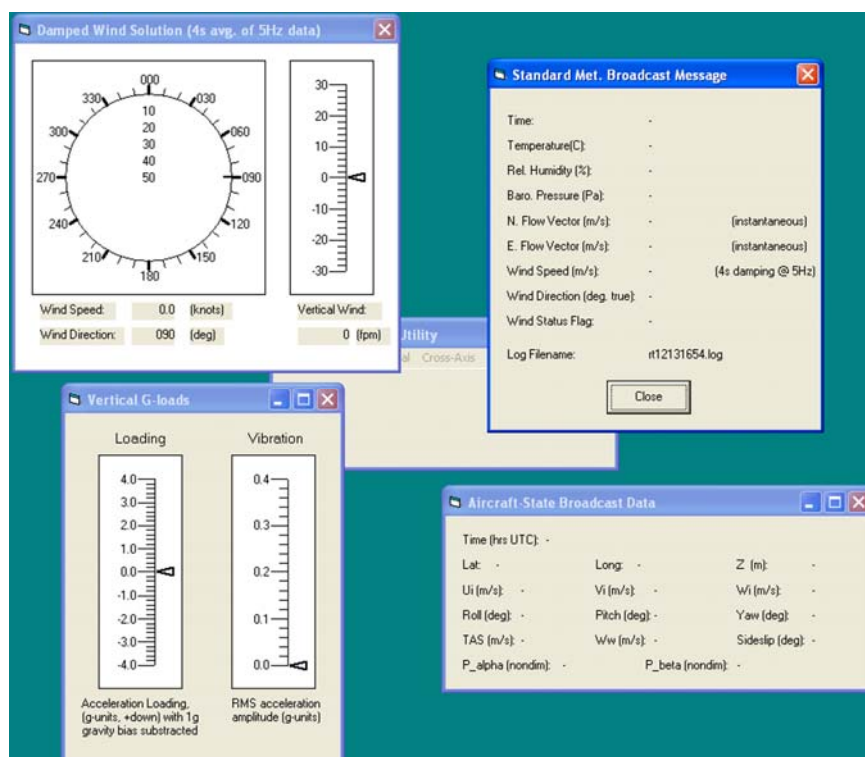 Damped Wind Solution (4s avg. of 5Hz data)
000
030
060
090
120
150
180
210
240
270
300
330
10
20
30
40
50
30
20
10
0
-10
-20
-30
Wind Speed: 0.0 (knots)
Wind Direction: 090 (deg)
Vertical Wind:
0 (fpm)
Utility
al Cross-Axis
Standard Met. Broadcast Message
Time: -
Temperature(C): -
Rel. Humidity (%): -
Baro. Pressure (Pa): -
N. Flow Vector (m/s): - (instantaneous)
E. Flow Vector (m/s): - (instantaneous)
Wind Speed (m/s): - (4s damping @ 5Hz)
Wind Direction (deg. true): -
Wind Status Flag: -
Log Filename: rt12131654.log
Close
Vertical G-loads
Loading
4.0
3.0
2.0
1.0
0.0
-1.0
-2.0
-3.0
-4.0
Acceleration Loading,
(g-units, +down) with 1g
gravity bias substracted
Vibration
0.4
0.3
0.2
0.1
0.0
RMS acceleration
amplitude (g-units)
Aircraft-State Broadcast Data
Time (hrs UTC): -
Lat: - Long: - Z (m): -
Ui (m/s): - Vi (m/s): - Wi (m/s): -
Roll (deg): - Pitch (deg): - Yaw (deg): -
TAS (m/s): - Ww (m/s): - Sideslip (deg): -
P_alpha (nondim): - P_beta (nondim): -